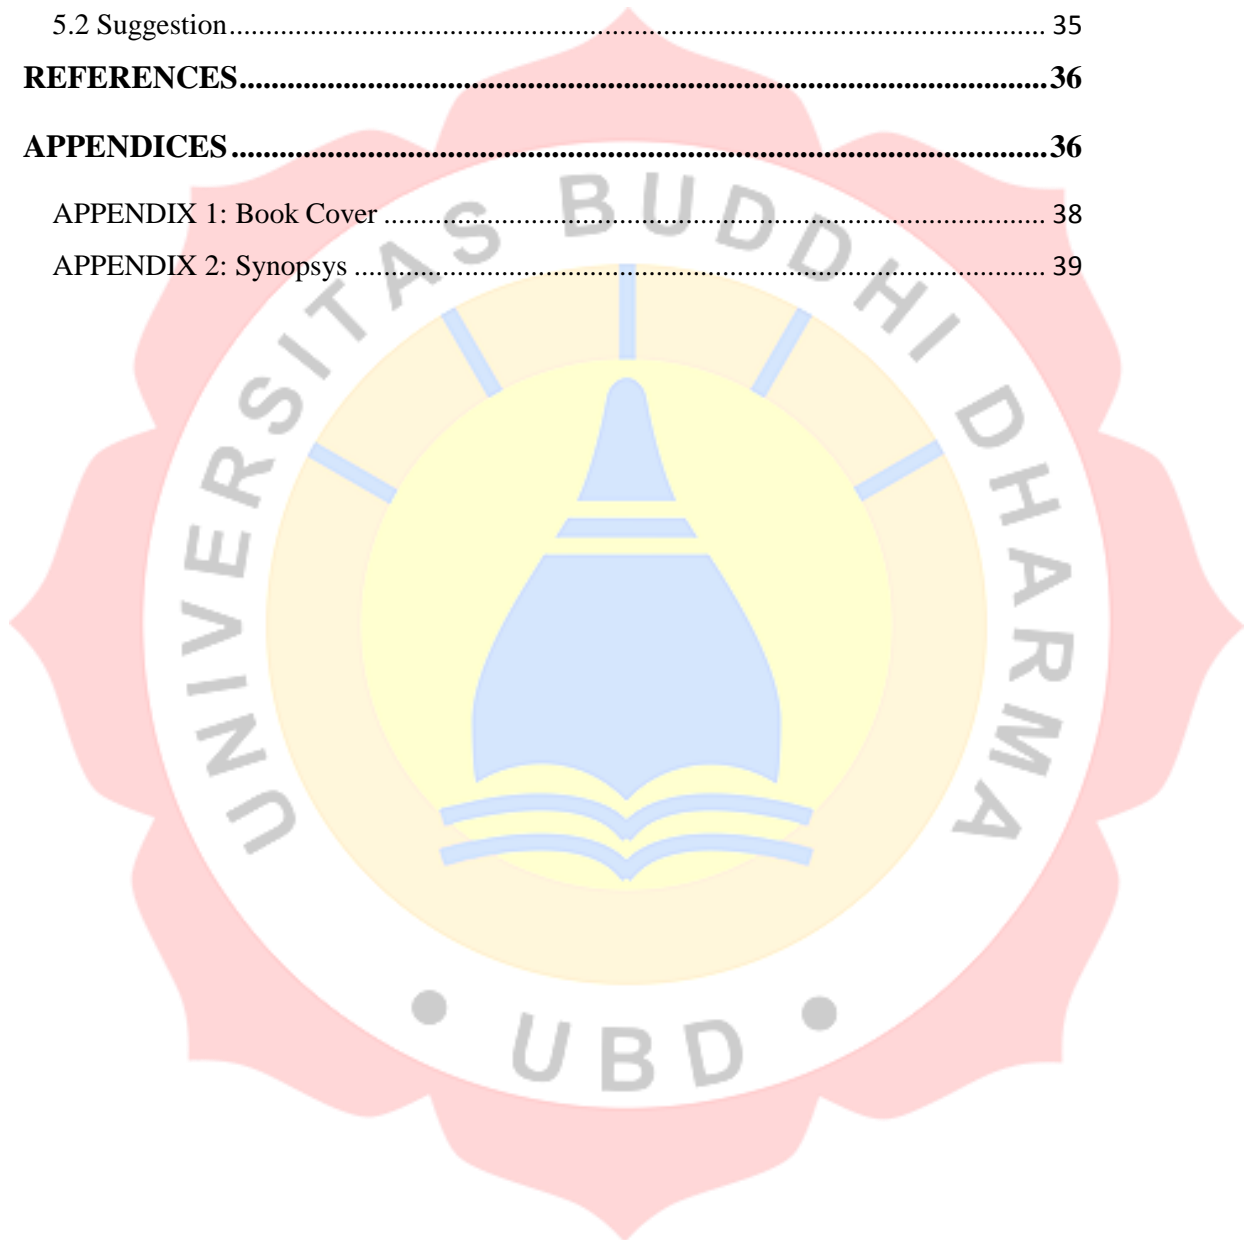 5.2 Suggestion.......................................................................................................... 35
REFERENCES.....................................................................................................36
APPENDICES.....................................................................................................36
APPENDIX 1: Book Cover ...................................................................................... 38
APPENDIX 2: Synopsys .......................................................................................... 39
UNIVERSITAS BUDDHI DHARMA
• UBD •